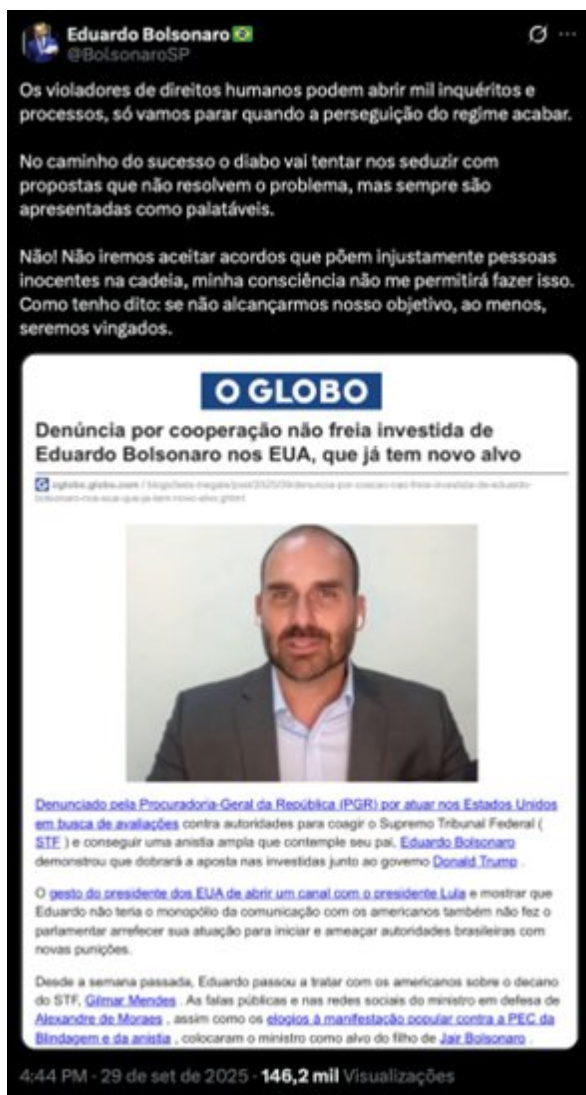 Eduardo Bolsonaro
@BolsonaroSP
Os violadores de direitos humanos podem abrir mil inquéritos e
processos, só vamos parar quando a perseguição do regime acabar.
No caminho do sucesso o diabo vai tentar nos seduzir com
propostas que não resolvem o problema, mas sempre são
apresentadas como palatáveis.
Não! Não iremos aceitar acordos que põem injustamente pessoas
inocentes na cadeia, minha consciência não me permitirá fazer isso.
Como tenho dito: se não alcançarmos nosso objetivo, ao menos,
seremos vingados.
O GLOBO
Denúncia por cooperação não freia investida de
Eduardo Bolsonaro nos EUA, que já tem novo alvo
oglobo.globo.com
Denunciado pela Procuradoria-Geral da República (PGR) por atuar nos Estados Unidos
em busca de avaliações contra autoridades para coagir o Supremo Tribunal Federal (
STF ) e conseguir uma anistia ampla que contemple seu pai, Eduardo Bolsonaro
demonstrou que dobrará a aposta nas investidas junto ao governo Donald Trump .
O gesto do presidente dos EUA de abrir um canal com o presidente Lula e mostrar que
Eduardo não teria o monopólio da comunicação com os americanos também não fez o
parlamentar arrefecer sua atuação para iniciar e ameaçar autoridades brasileiras com
novas punições.
Desde a semana passada, Eduardo passou a tratar com os americanos sobre o decano
do STF, Gilmar Mendes . As falas públicas e nas redes sociais do ministro em defesa de
Alexandre de Moraes , assim como os elogios à manifestação popular contra a PEC da
Blindagem e da anistia , colocaram o ministro como alvo do filho de Jair Bolsonaro .
4:44 PM · 29 de set de 2025 · 146,2 mil Visualizações